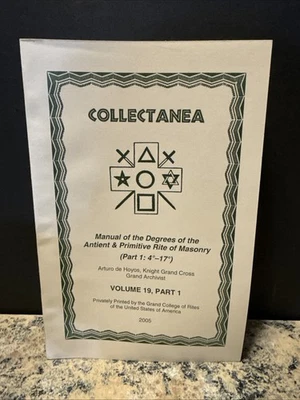 COLLECTANEA
Manual of the Degrees of the
Antient & Primitive Rite of Masonry
(Part 1: 4°–17°)
Arturo de Hoyos, Knight Grand Cross
Grand Archivist
VOLUME 19, PART 1
Privately Printed by the Grand College of Rites
of the United States of America
2005